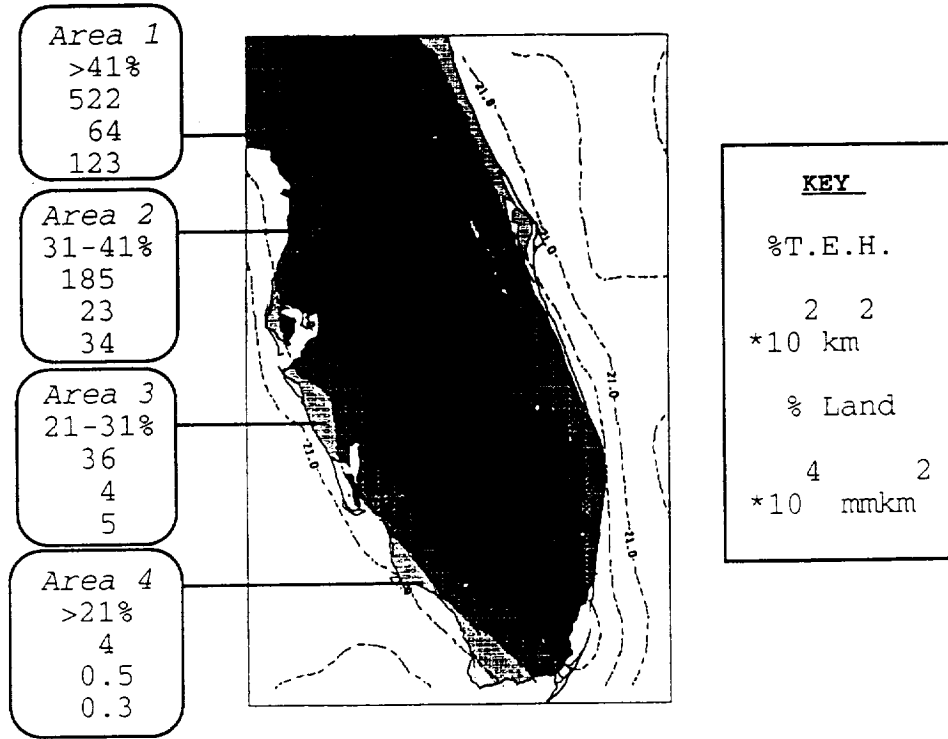 Area 1
>41%
522
64
123
Area 2
31-41%
185
23
34
Area 3
21-31%
36
4
5
Area 4
>21%
4
0.5
0.3
21.0
21.0
21.0
21.0
KEY
%T.E.H.
2 2
*10 km
% Land
4 2
*10 mmkm